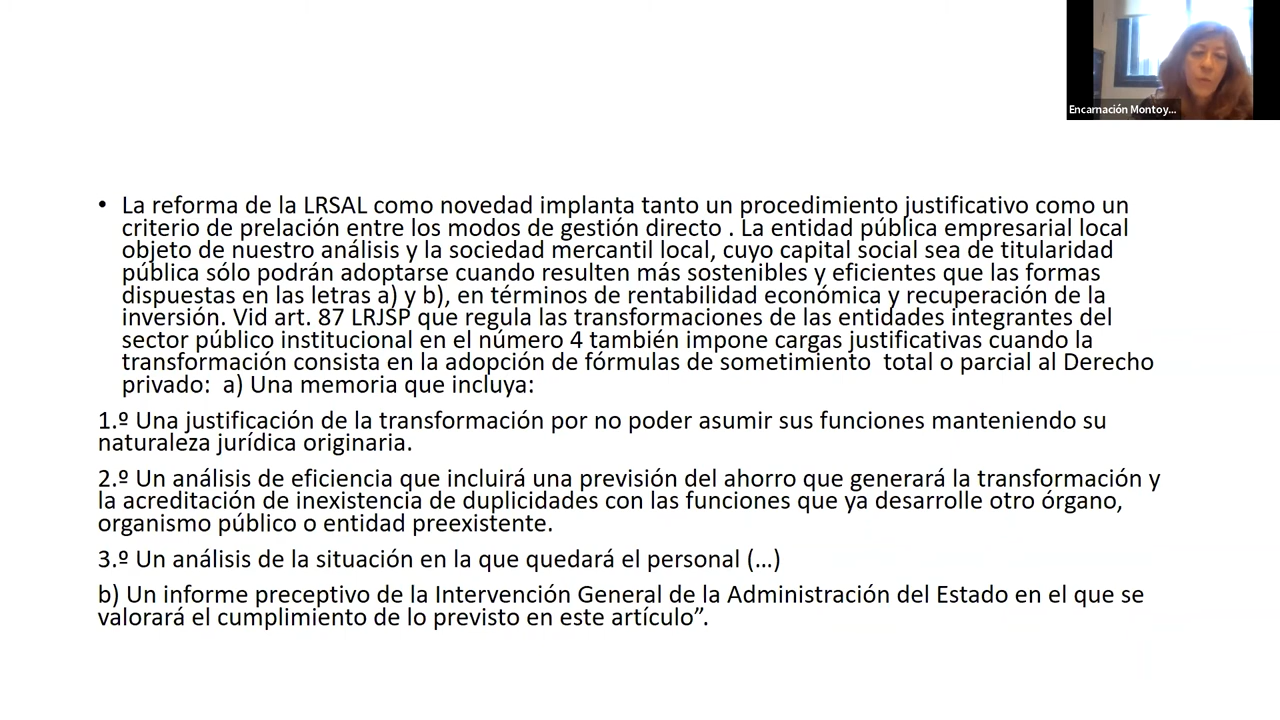 Encarnación Montoy...
• La reforma de la LRSAL como novedad implanta tanto un procedimiento justificativo como un
criterio de prelación entre los modos de gestión directo . La entidad pública empresarial local
objeto de nuestro análisis y la sociedad mercantil local, cuyo capital social sea de titularidad
pública sólo podrán adoptarse cuando resulten más sostenibles y eficientes que las formas
dispuestas en las letras a) y b), en términos de rentabilidad económica y recuperación de la
inversión. Vid art. 87 LRJSP que regula las transformaciones de las entidades integrantes del
sector público institucional en el número 4 también impone cargas justificativas cuando la
transformación consista en la adopción de fórmulas de sometimiento  total o parcial al Derecho
privado:  a) Una memoria que incluya:
1.º Una justificación de la transformación por no poder asumir sus funciones manteniendo su
naturaleza jurídica originaria.
2.º Un análisis de eficiencia que incluirá una previsión del ahorro que generará la transformación y
la acreditación de inexistencia de duplicidades con las funciones que ya desarrolle otro órgano,
organismo público o entidad preexistente.
3.º Un análisis de la situación en la que quedará el personal (…)
b) Un informe preceptivo de la Intervención General de la Administración del Estado en el que se
valorará el cumplimiento de lo previsto en este artículo”.